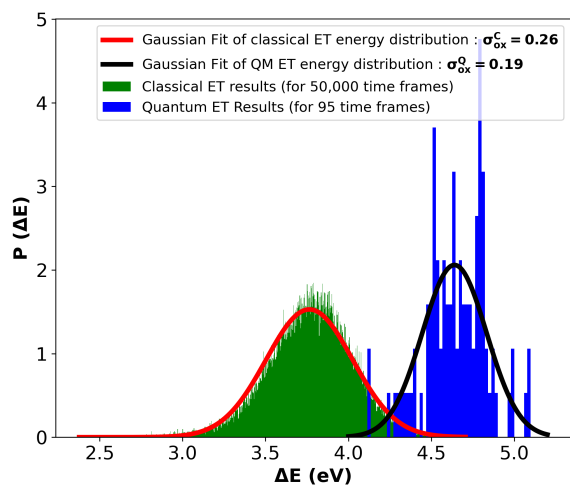 Gaussian Fit of classical ET energy distribution : σ_ox^C = 0.26
Gaussian Fit of QM ET energy distribution : σ_ox^Q = 0.19
Classical ET results (for 50,000 time frames)
Quantum ET Results (for 95 time frames)
5
4
3
2
1
0
P (ΔE)
2.5 3.0 3.5 4.0 4.5 5.0
ΔE (eV)